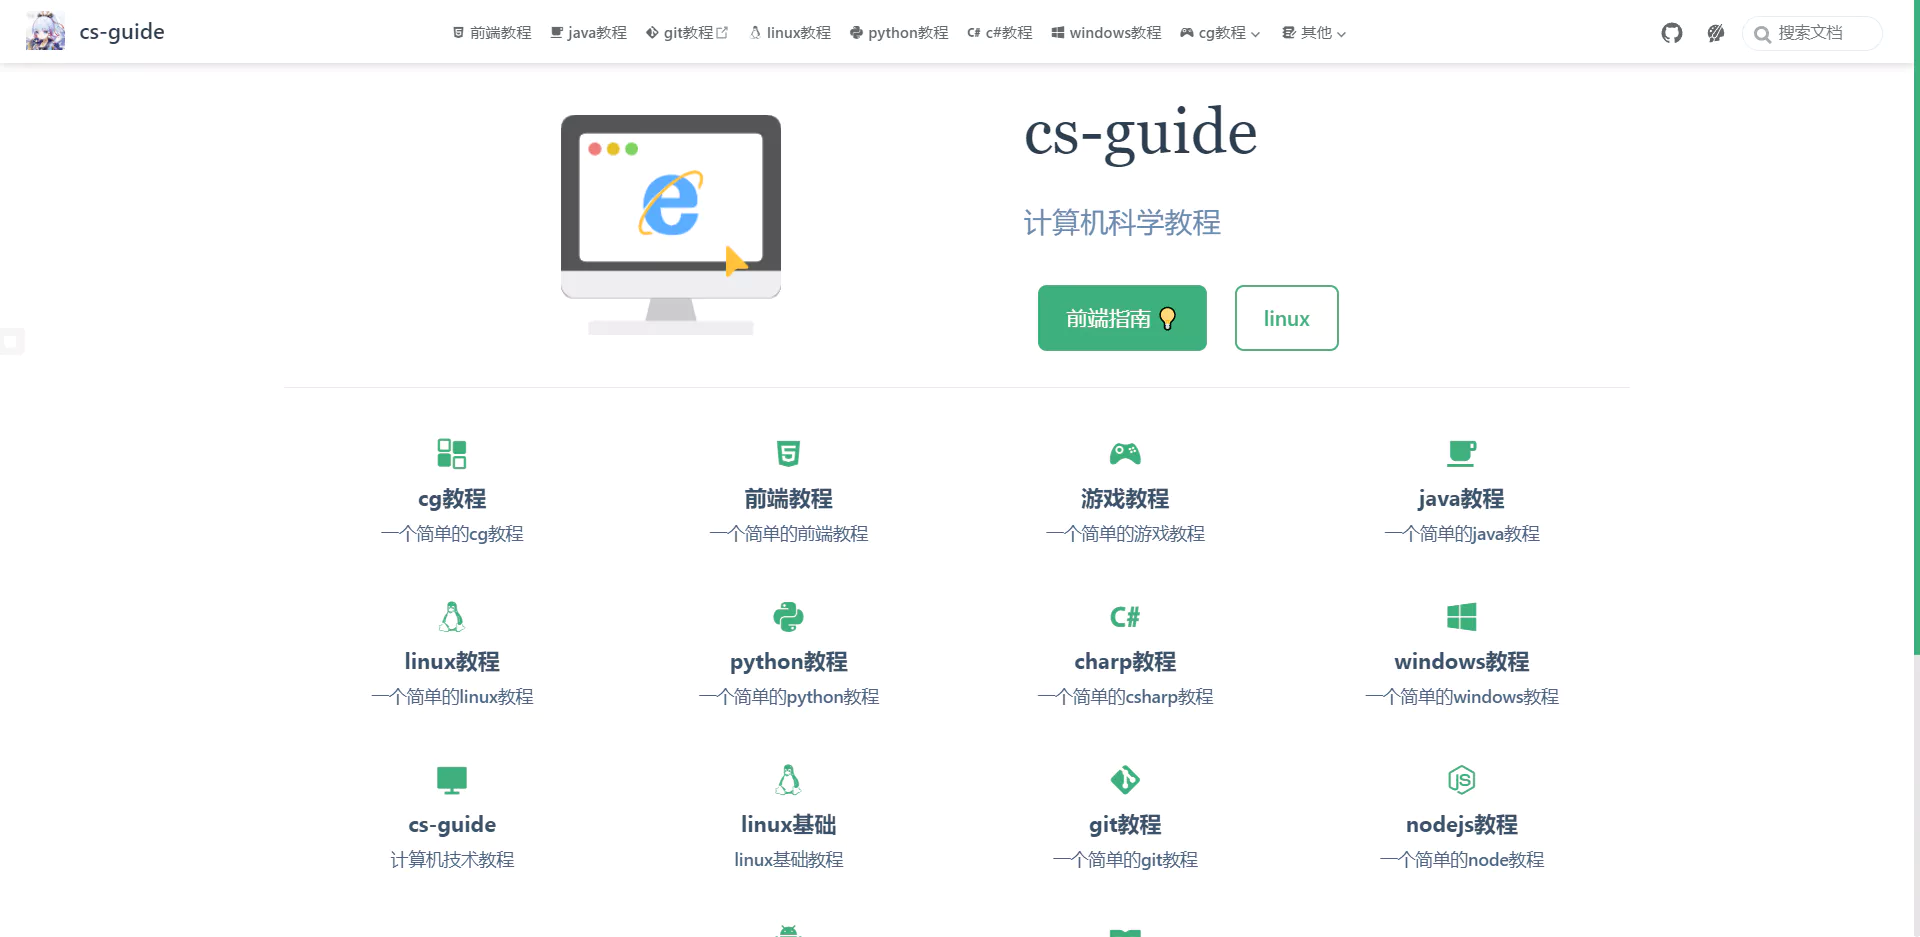 cs-guide
前端教程 java教程 git教程 linux教程 python教程 C# c#教程 windows教程 cg教程 其他
搜索文档
cs-guide
计算机科学教程
前端指南 linux
cg教程 前端教程 游戏教程 java教程
一个简单的cg教程 一个简单的前端教程 一个简单的游戏教程 一个简单的java教程
C#
linux教程 python教程 charp教程 windows教程
一个简单的linux教程 一个简单的python教程 一个简单的csharp教程 一个简单的windows教程
cs-guide linux基础 git教程 nodejs教程
计算机技术教程 linux基础教程 一个简单的git教程 一个简单的node教程